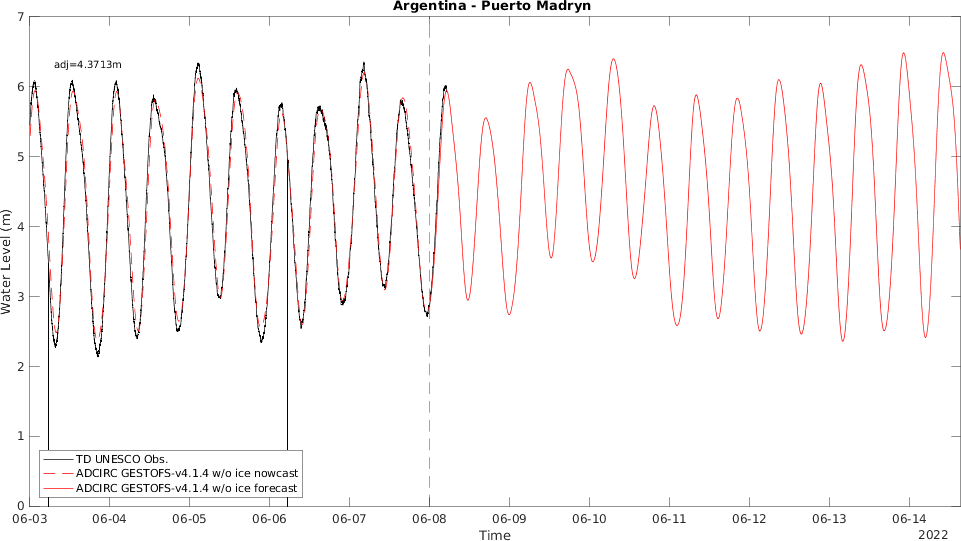 Argentina - Puerto Madryn
adj=4.3713m
Water Level (m)
7
6
5
4
3
2
1
0
TD UNESCO Obs.
ADCIRC GESTOFS-v4.1.4 w/o ice nowcast
ADCIRC GESTOFS-v4.1.4 w/o ice forecast
06-03 06-04 06-05 06-06 06-07 06-08 06-09 06-10 06-11 06-12 06-13 06-14
Time
2022